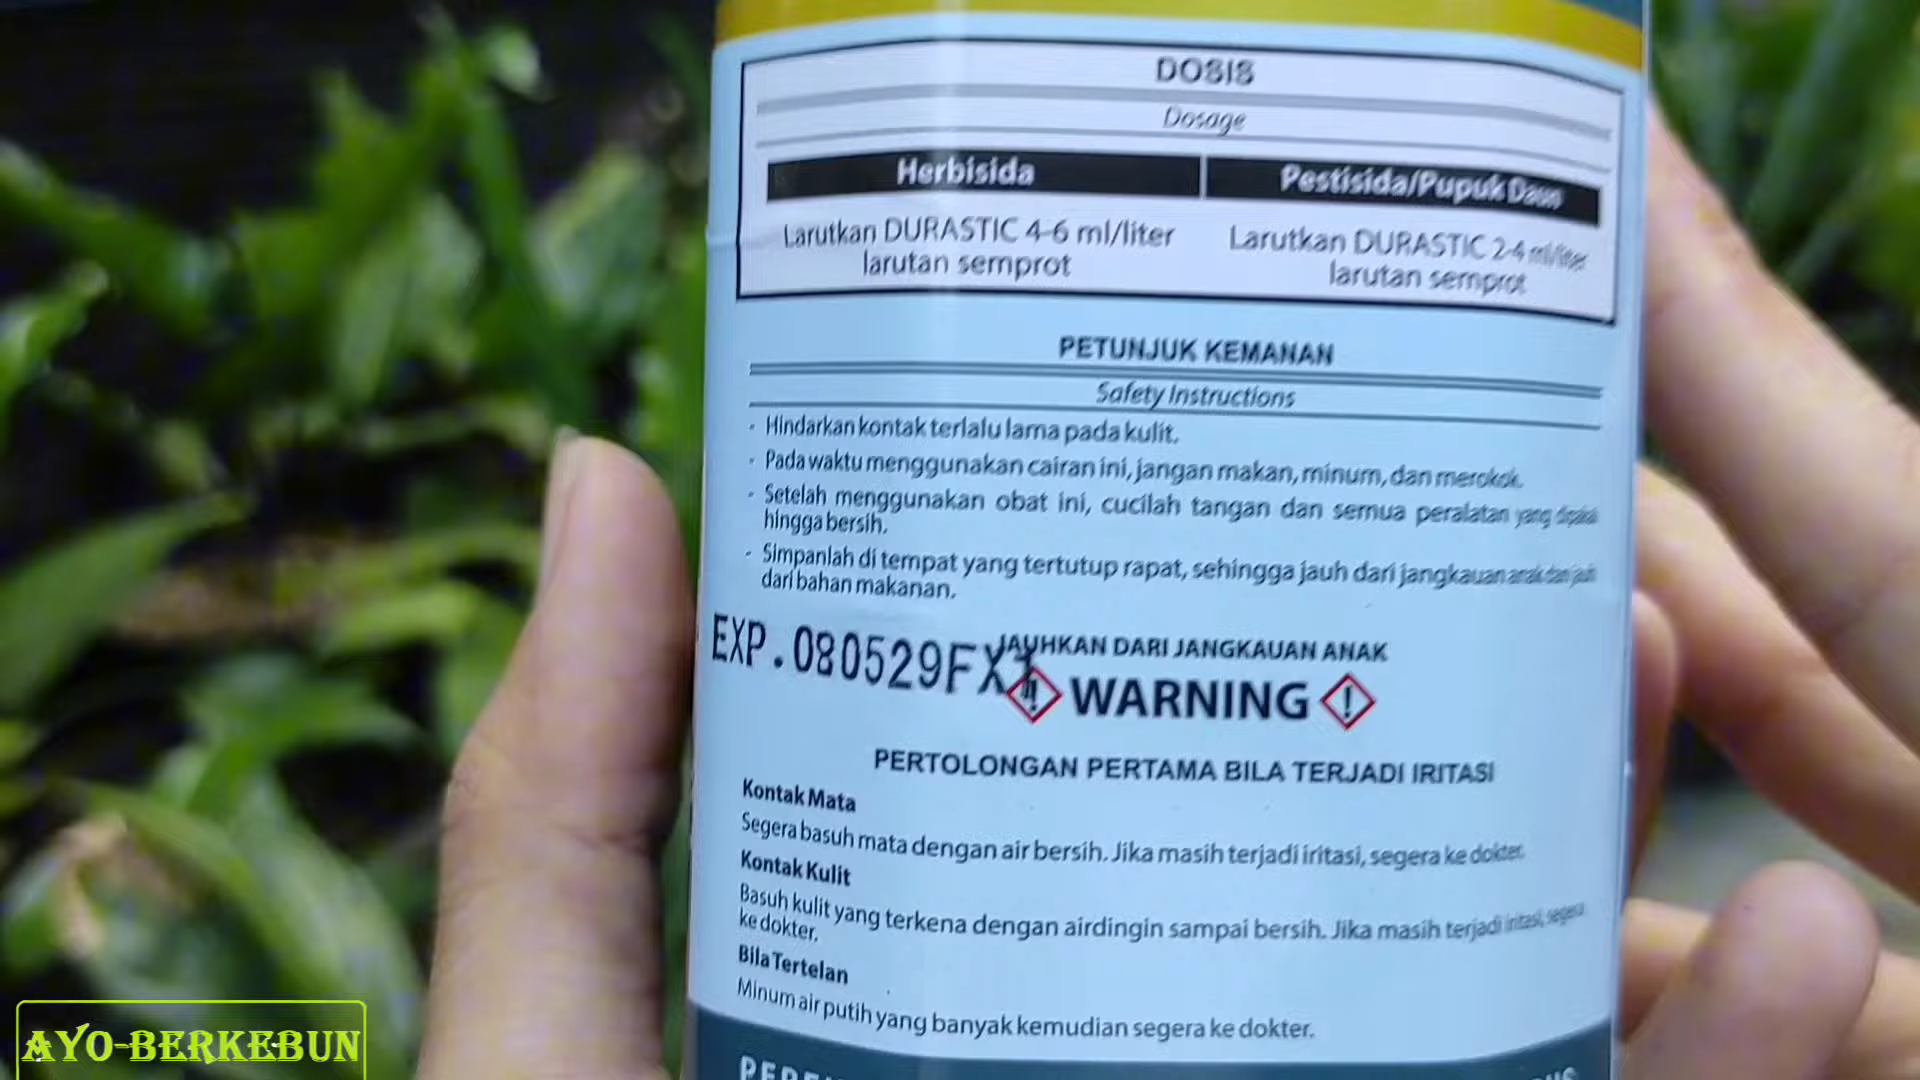 DOSIS
Dosage
Herbisida
Pestisida/Pupuk Daun
Larutkan DURASTIC 4-6 ml/liter
larutan semprot
Larutkan DURASTIC 2-4 ml/liter
larutan semprot
PETUNJUK KEMANAN
Safety Instructions
- Hindarkan kontak terlalu lama pada kulit.
- Pada waktu menggunakan cairan ini, jangan makan, minum, dan merokok.
- Setelah menggunakan obat ini, cucilah tangan dan semua peralatan yang dipakai
hingga bersih.
- Simpanlah di tempat yang tertutup rapat, sehingga jauh dari jangkauan anak dan jauh
dari bahan makanan.
EXP.080529FX1
JAUHKAN DARI JANGKAUAN ANAK
WARNING
PERTOLONGAN PERTAMA BILA TERJADI IRITASI
Kontak Mata
Segera basuh mata dengan air bersih. Jika masih terjadi iritasi, segera ke dokter.
Kontak Kulit
Basuh kulit yang terkena dengan airdingin sampai bersih. Jika masih terjadi iritasi, segera
ke dokter.
Bila Tertelan
Minum air putih yang banyak kemudian segera ke dokter.
AYO-BERKEBUN